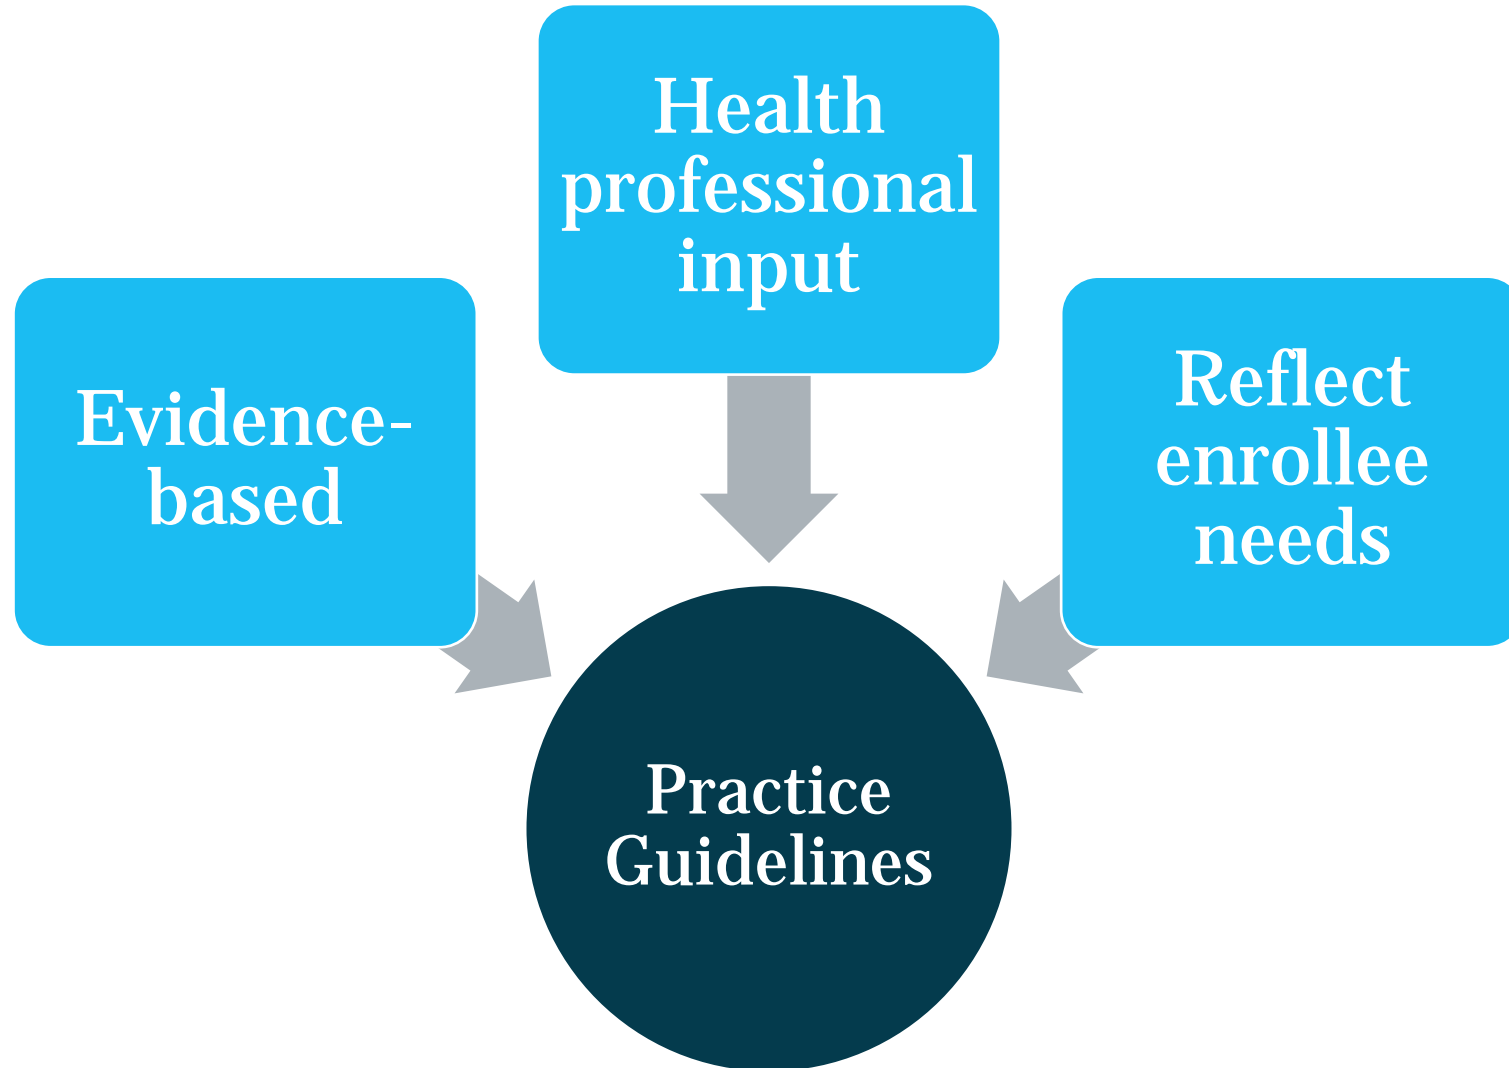 Health
professional
input
Evidence-
based
Reflect
enrollee
needs
Practice
Guidelines